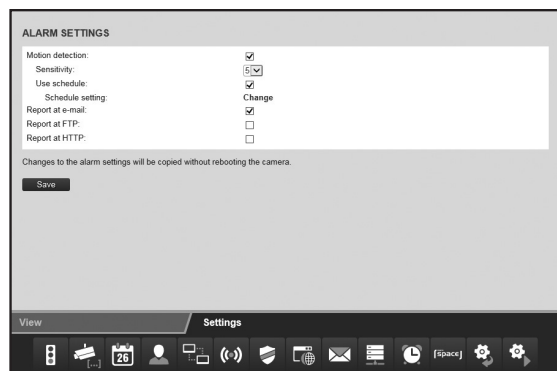 ALARM SETTINGS
Motion detection:
Sensitivity: 5
Use schedule:
Schedule setting: Change
Report at e-mail:
Report at FTP:
Report at HTTP:
Changes to the alarm settings will be copied without rebooting the camera.
Save
View Settings
[...] 26 [space]